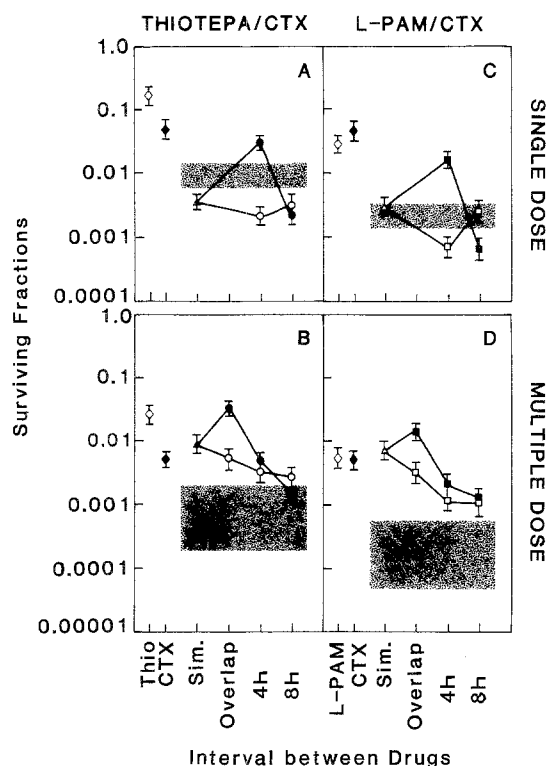 THIOTEPA/CTX
L-PAM/CTX
A
C
B
D
1.0
0.1
0.01
0.001
0.0001
1.0
0.1
0.01
0.001
0.0001
0.00001
Surviving Fractions
SINGLE DOSE
MULTIPLE DOSE
Thio
CTX
Sim.
Overlap
4h
8h
L-PAM
CTX
Sim.
Overlap
4h
8h
Interval between Drugs